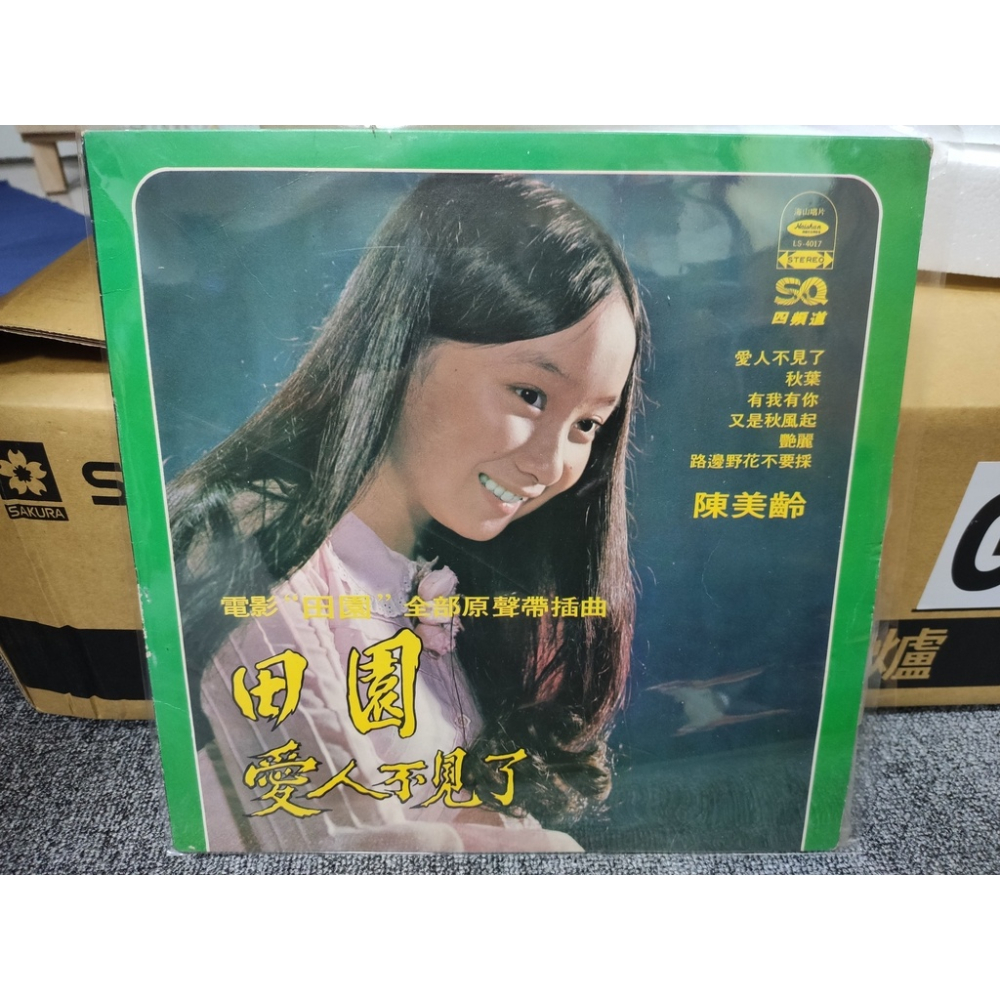 海山唱片
Haishan
RECORDS
LS-4017
STEREO
SQ
四頻道
愛人不見了
秋葉
有我有你
又是秋風起
艷麗
路邊野花不要採
陳美齡
電影"田園"全部原聲帶插曲
田園
愛人不見了
SAKURA
S
爐